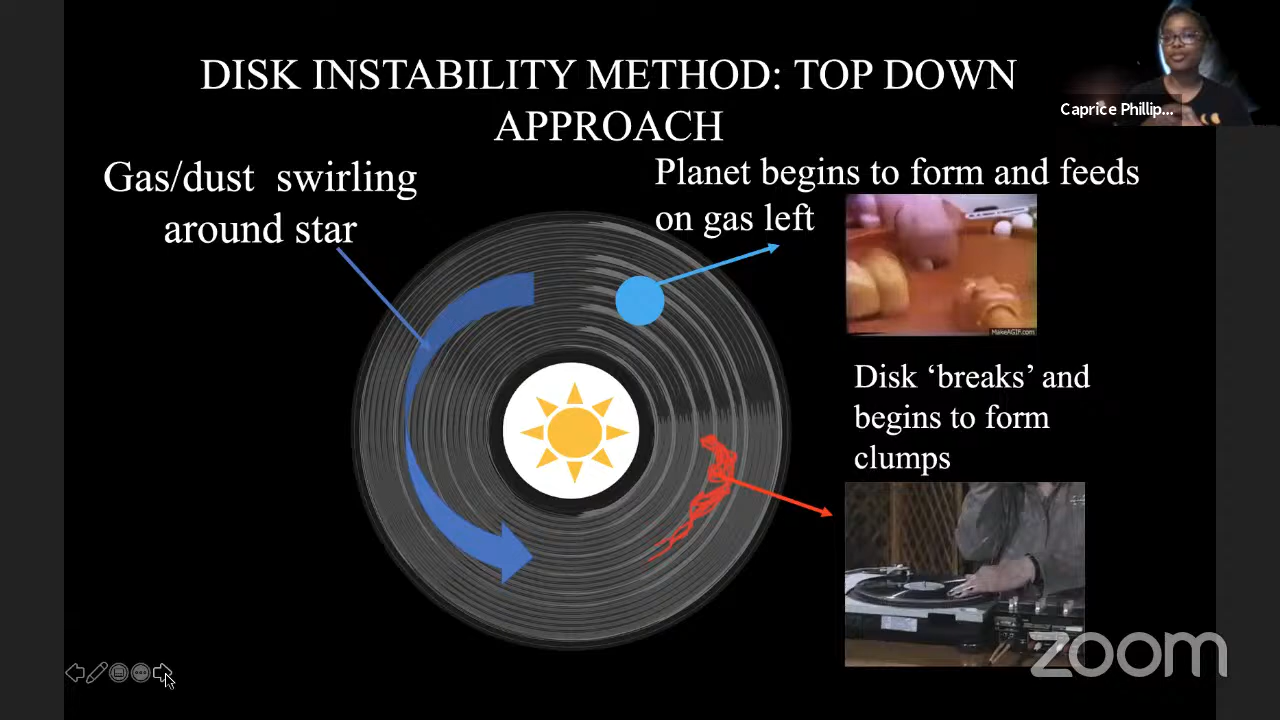 DISK INSTABILITY METHOD: TOP DOWN
APPROACH
Caprice Phillip...
Gas/dust swirling
around star
Planet begins to form and feeds
on gas left
MakeAGIF.com
Disk ‘breaks’ and
begins to form
clumps
zoom